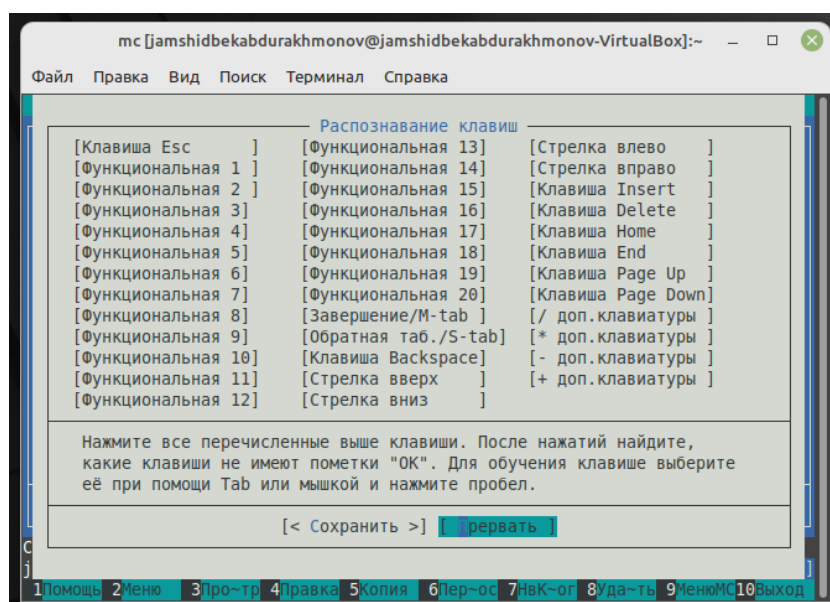 mc [jamshidbekabdurakhmonov@jamshidbekabdurakhmonov-VirtualBox]:~
Файл Правка Вид Поиск Терминал Справка
Распознавание клавиш
[Клавиша Esc ] [Функциональная 13] [Стрелка влево ]
[Функциональная 1 ] [Функциональная 14] [Стрелка вправо ]
[Функциональная 2 ] [Функциональная 15] [Клавиша Insert ]
[Функциональная 3] [Функциональная 16] [Клавиша Delete ]
[Функциональная 4] [Функциональная 17] [Клавиша Home ]
[Функциональная 5] [Функциональная 18] [Клавиша End ]
[Функциональная 6] [Функциональная 19] [Клавиша Page Up ]
[Функциональная 7] [Функциональная 20] [Клавиша Page Down]
[Функциональная 8] [Завершение/M-tab ] [/ доп.клавиатуры ]
[Функциональная 9] [Обратная таб./S-tab] [* доп.клавиатуры ]
[Функциональная 10] [Клавиша Backspace] [- доп.клавиатуры ]
[Функциональная 11] [Стрелка вверх ] [+ доп.клавиатуры ]
[Функциональная 12] [Стрелка вниз ]
Нажмите все перечисленные выше клавиши. После нажатий найдите,
какие клавиши не имеют пометки "OK". Для обучения клавише выберите
её при помощи Tab или мышкой и нажмите пробел.
[< Сохранить >] [ Прервать ]
С
j ]
1Помощь 2Меню 3Про~тр 4Правка 5Копия 6Пер~ос 7НвК~ог 8Уда~ть 9МенюMC 10Выход